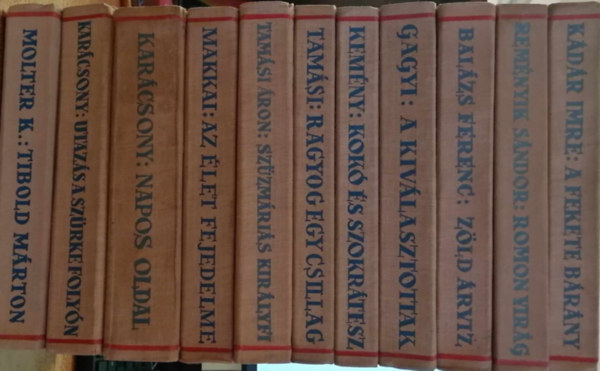 MOLTER K.: TIBOLD MÁRTON
KARÁCSONY: UTAZÁS A SZÜRKE FOLYÓN
KARÁCSONY: NAPOS OLDAL
MAKKAI: AZ ÉLET FEJEDELME
TAMÁSI ÁRON: SZŰZMÁRIÁS KIRÁLYFI
TAMÁSI: RAGYOG EGY CSILLAG
KEMÉNY: KOKÓ ÉS SZOKRÁTESZ
GAGYI: A KIVÁLASZTOTTAK
BALÁZS FERENC: ZÖLD ÁRVIZ
REMÉNYIK SÁNDOR: ROMON VIRÁG
KÁDÁR IMRE: A FEKETE BÁRÁNY